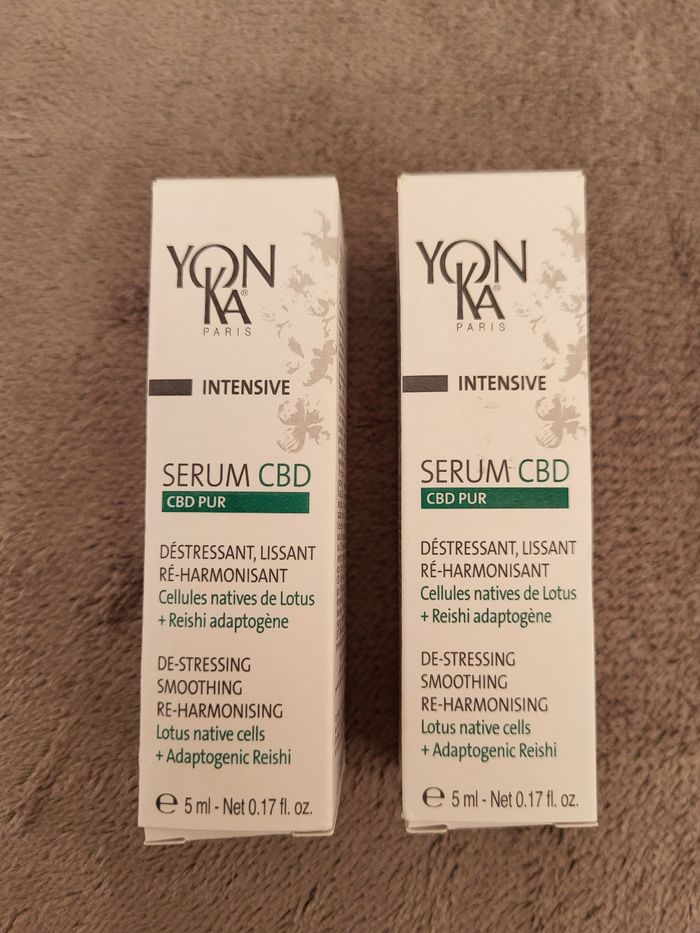 YON
KA®
PARIS
INTENSIVE
SERUM CBD
CBD PUR
DÉSTRESSANT, LISSANT
RÉ-HARMONISANT
Cellules natives de Lotus
+ Reishi adaptogène
DE-STRESSING
SMOOTHING
RE-HARMONISING
Lotus native cells
+ Adaptogenic Reishi
℮ 5 ml - Net 0.17 fl. oz.
YON
KA®
PARIS
INTENSIVE
SERUM CBD
CBD PUR
DÉSTRESSANT, LISSANT
RÉ-HARMONISANT
Cellules natives de Lotus
+ Reishi adaptogène
DE-STRESSING
SMOOTHING
RE-HARMONISING
Lotus native cells
+ Adaptogenic Reishi
℮ 5 ml - Net 0.17 fl. oz.